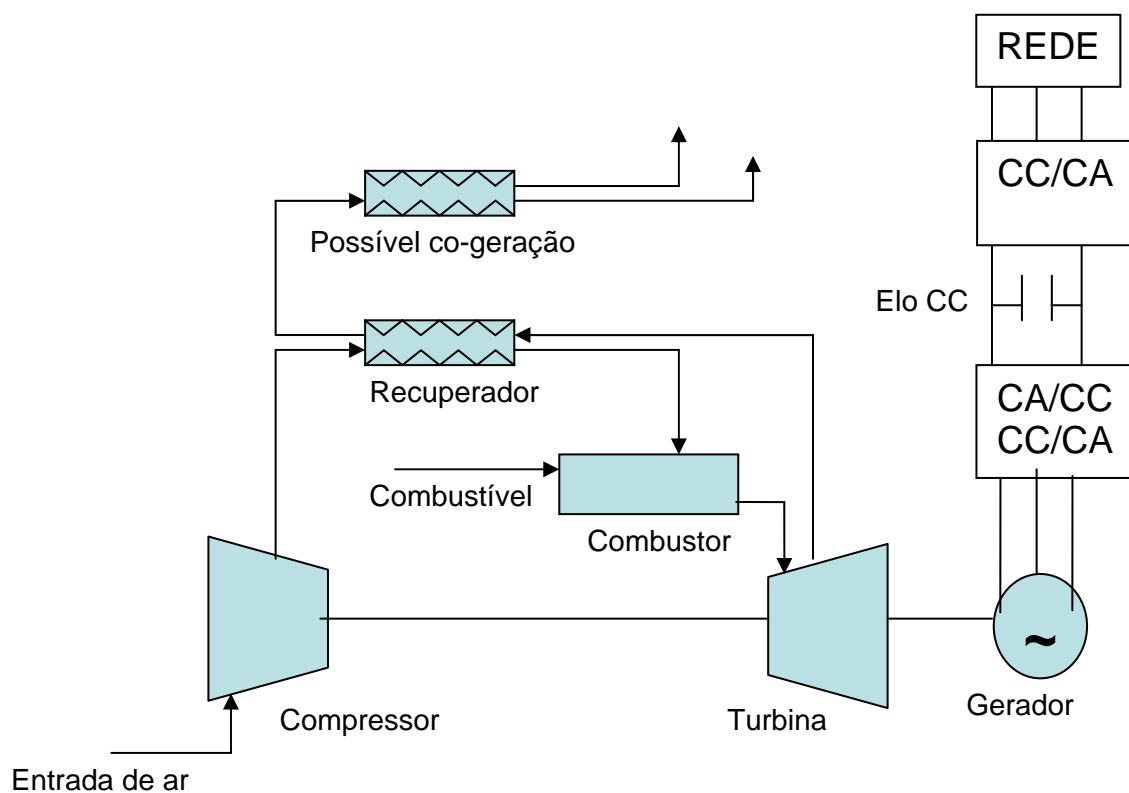 REDE
CC/CA
Possível co-geração
Elo CC
Recuperador
CA/CC
CC/CA
Combustível
Combustor
~
Compressor
Turbina
Gerador
Entrada de ar